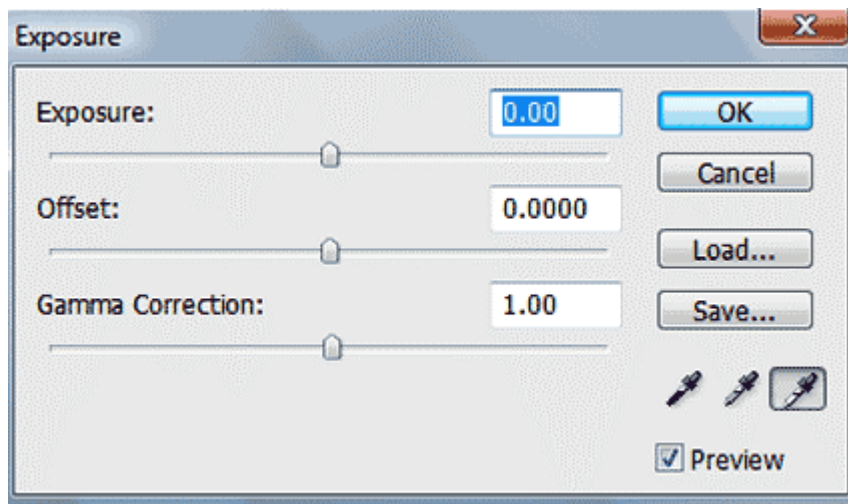 Exposure
Exposure: 0.00
OK
Cancel
Offset: 0.0000
Load...
Gamma Correction: 1.00
Save...
Preview